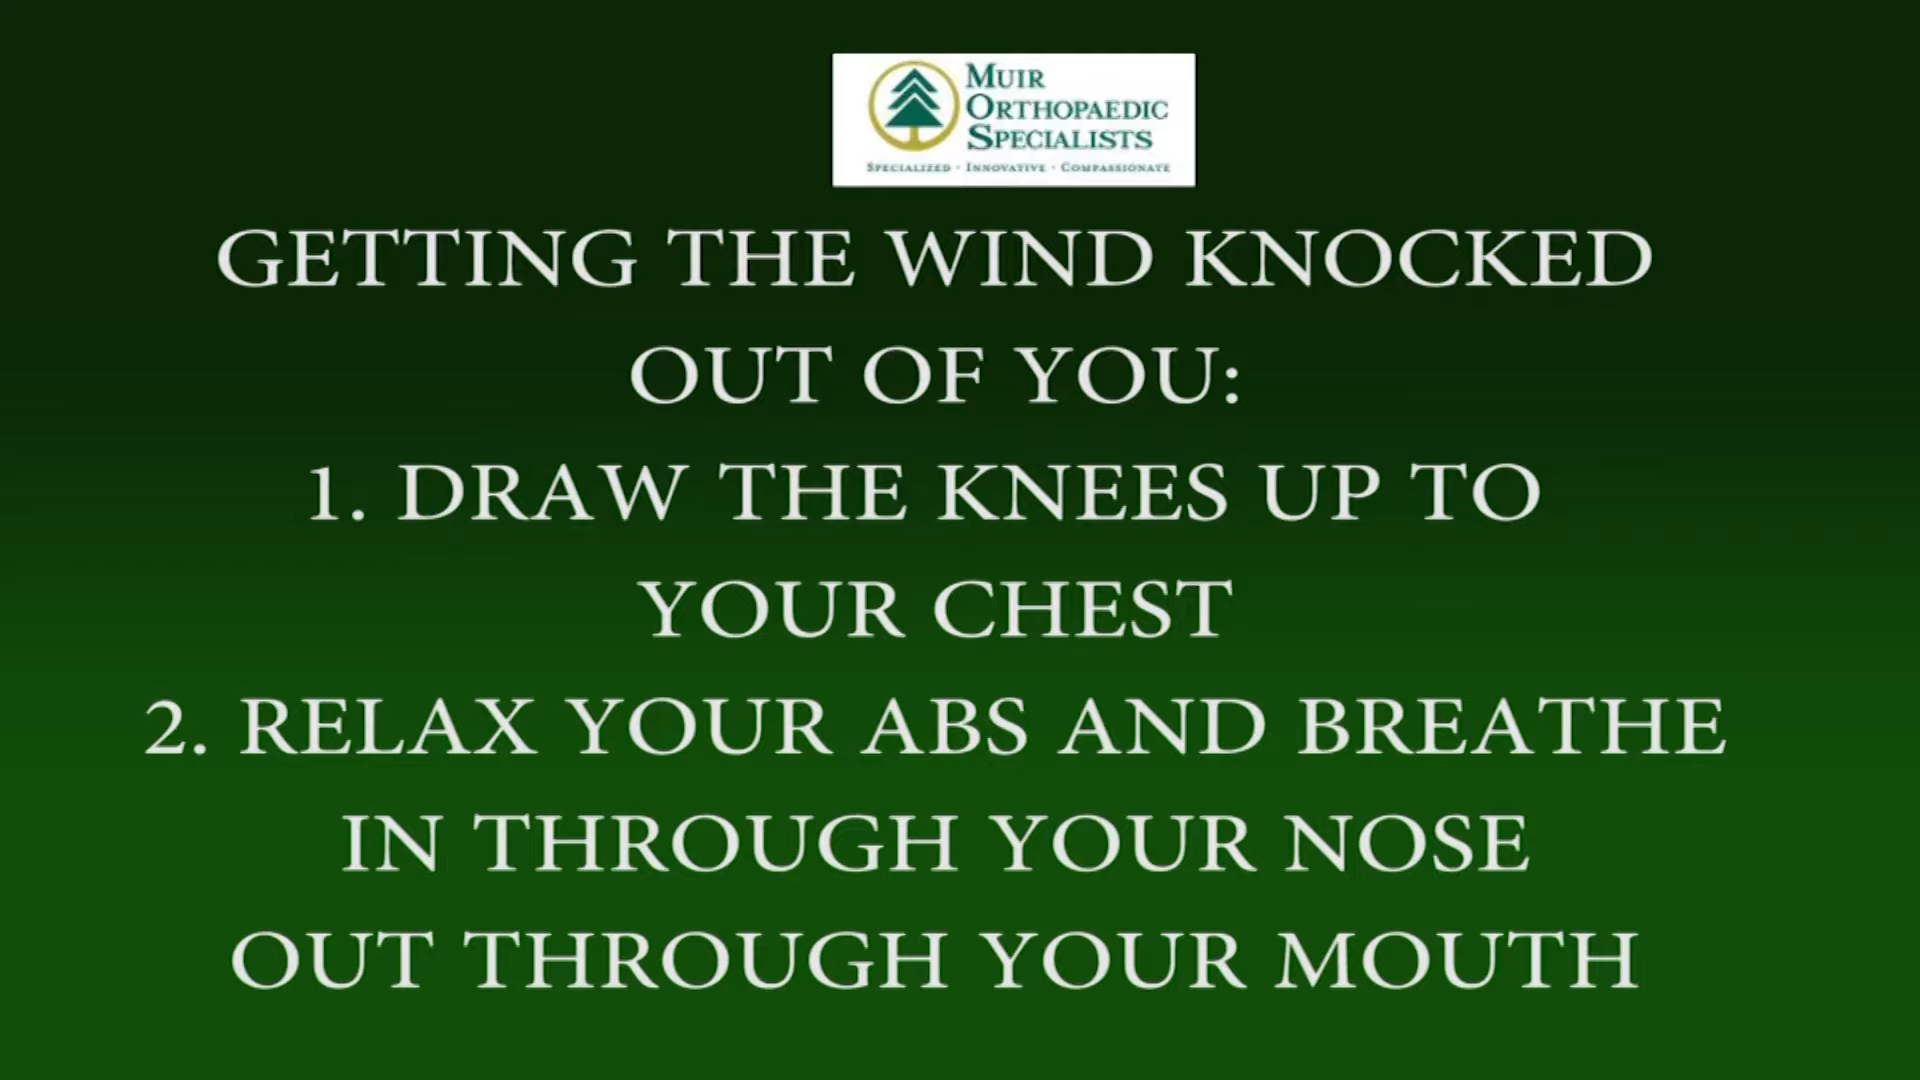 MUIR
ORTHOPAEDIC
SPECIALISTS
SPECIALIZED · INNOVATIVE · COMPASSIONATE
GETTING THE WIND KNOCKED
OUT OF YOU:
1. DRAW THE KNEES UP TO
YOUR CHEST
2. RELAX YOUR ABS AND BREATHE
IN THROUGH YOUR NOSE
OUT THROUGH YOUR MOUTH